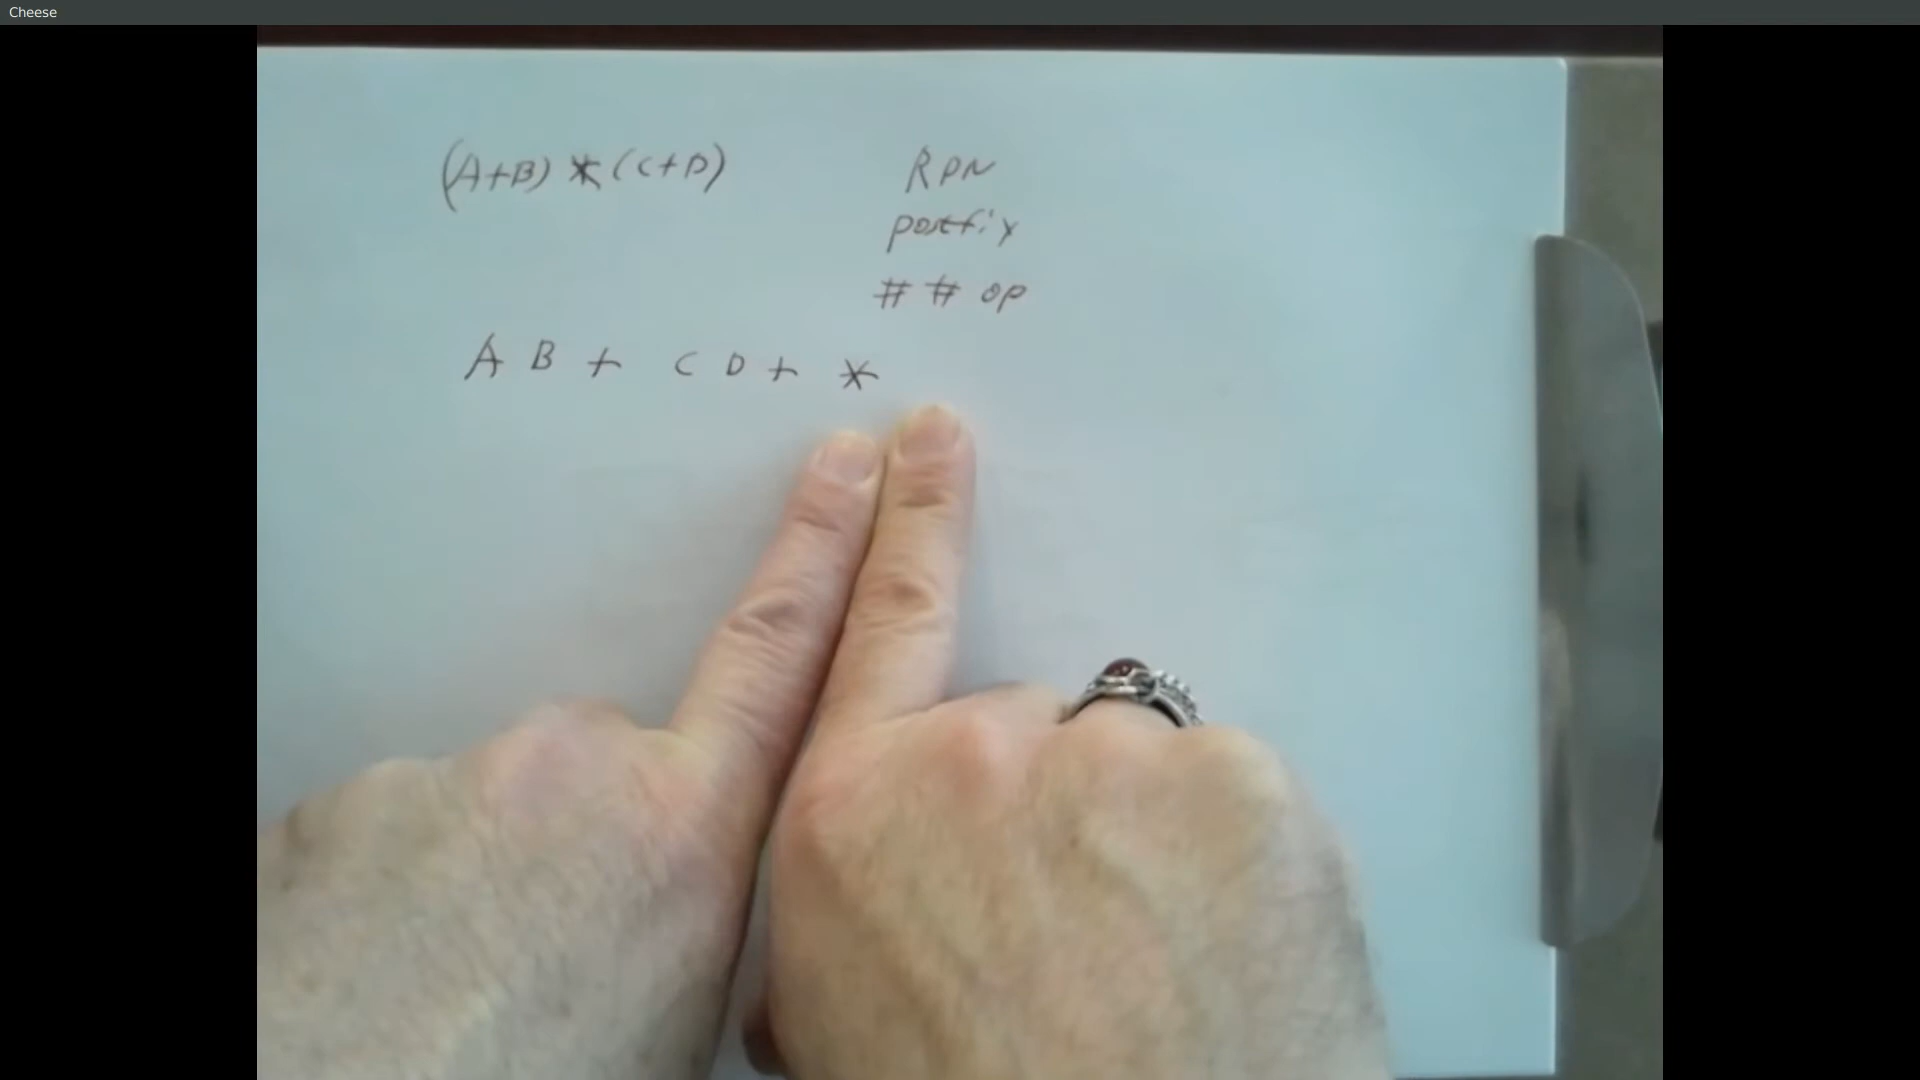 Cheese
(A+B) * (C+D)
RPN
postfix
# # op
A B + C D + *